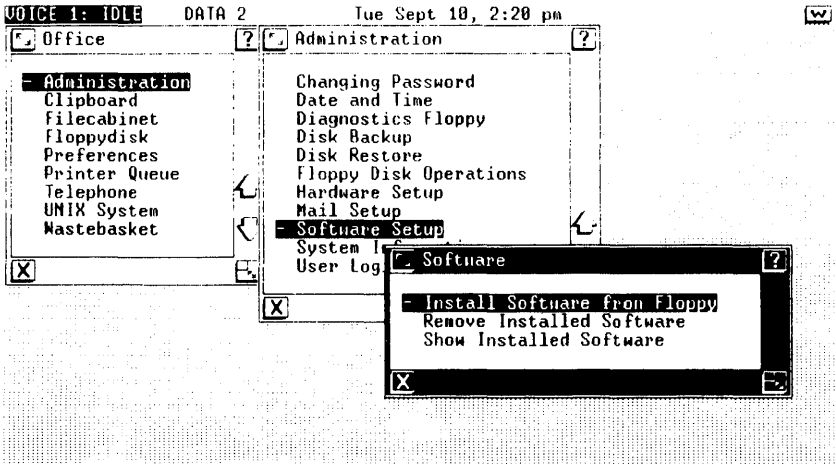 VOICE 1: IDLE DATA 2 Tue Sept 10, 2:20 pm W
Office ?
- Administration
Clipboard
Filecabinet
Floppydisk
Preferences
Printer Queue
Telephone
UNIX System
Wastebasket
X
Administration ?
Changing Password
Date and Time
Diagnostics Floppy
Disk Backup
Disk Restore
Floppy Disk Operations
Hardware Setup
Mail Setup
- Software Setup
System
User
X
Software ?
- Install Software from Floppy
Remove Installed Software
Show Installed Software
X